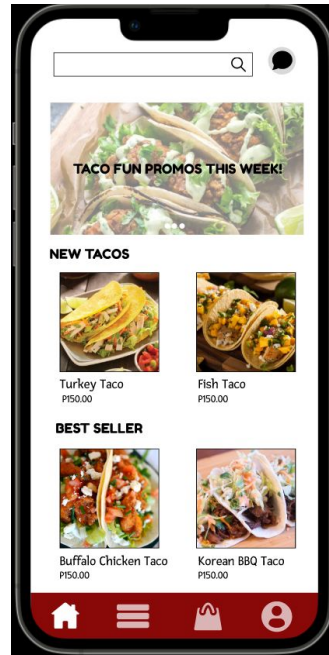 TACO FUN PROMOS THIS WEEK!
NEW TACOS
Turkey Taco
P150.00
Fish Taco
P150.00
BEST SELLER
Buffalo Chicken Taco
P150.00
Korean BBQ Taco
P150.00